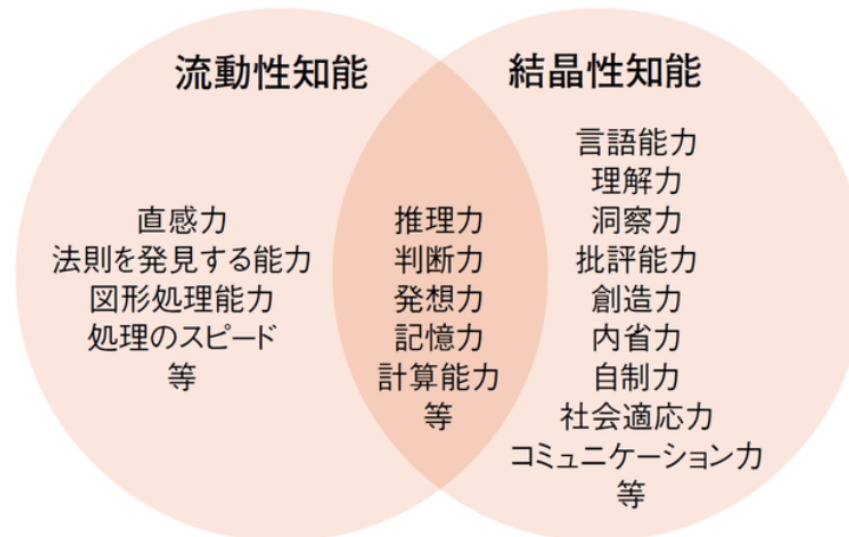 流動性知能
直感力
法則を発見する能力
図形処理能力
処理のスピード
等
推理力
判断力
発想力
記憶力
計算能力
等
結晶性知能
言語能力
理解力
洞察力
批評能力
創造力
内省力
自制力
社会適応力
コミュニケーション力
等